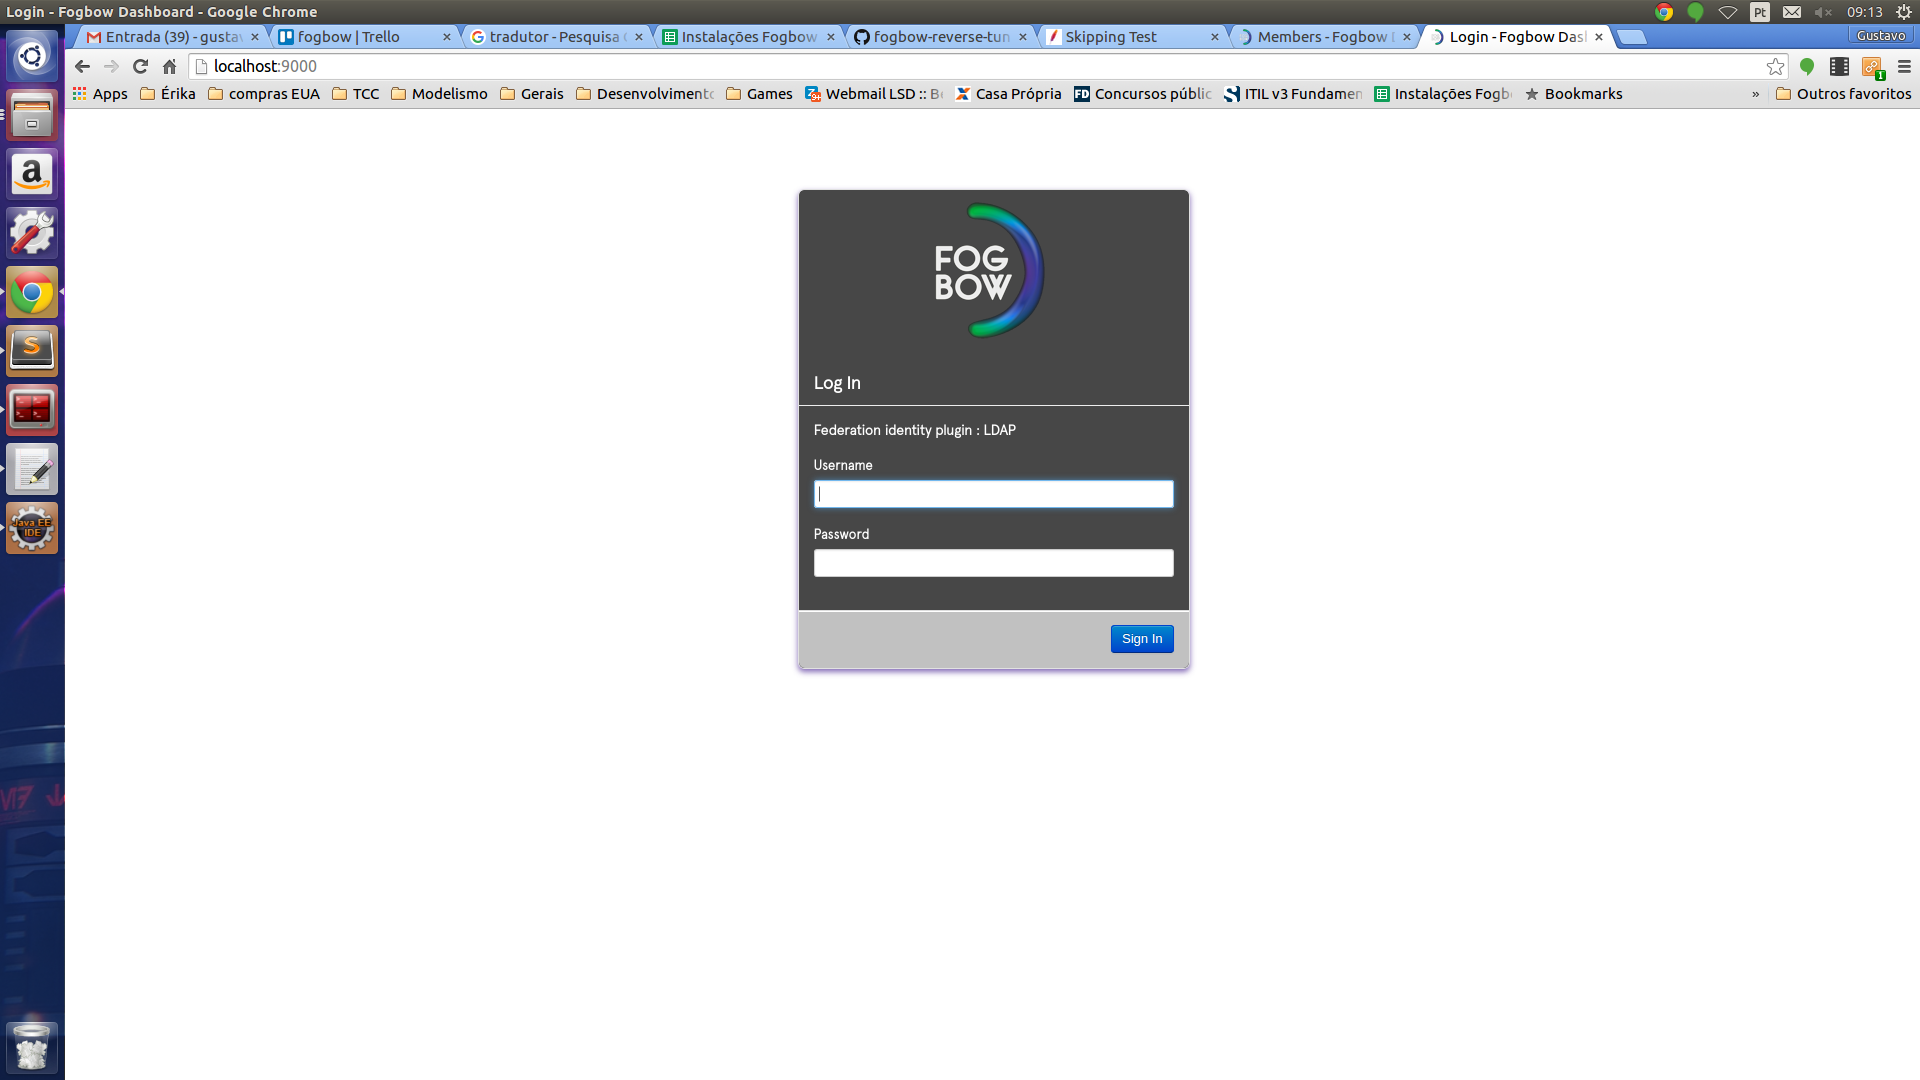 Login - Fogbow Dashboard - Google Chrome
Pt
09:13
Entrada (39) - gustav
fogbow | Trello
tradutor - Pesquisa
Instalações Fogbow
fogbow-reverse-tun
Skipping Test
Members - Fogbow
Login - Fogbow Das
Gustavo
localhost:9000
1
Apps
Érika
compras EUA
TCC
Modelismo
Gerais
Desenvolviment
Games
Webmail LSD ::
Casa Própria
Concursos públic
ITIL v3 Fundamen
Instalações Fogb
Bookmarks
»
Outros favoritos
FOG
BOW
Log In
Federation identity plugin : LDAP
Username
Password
Sign In
a
S
Java EE
IDE